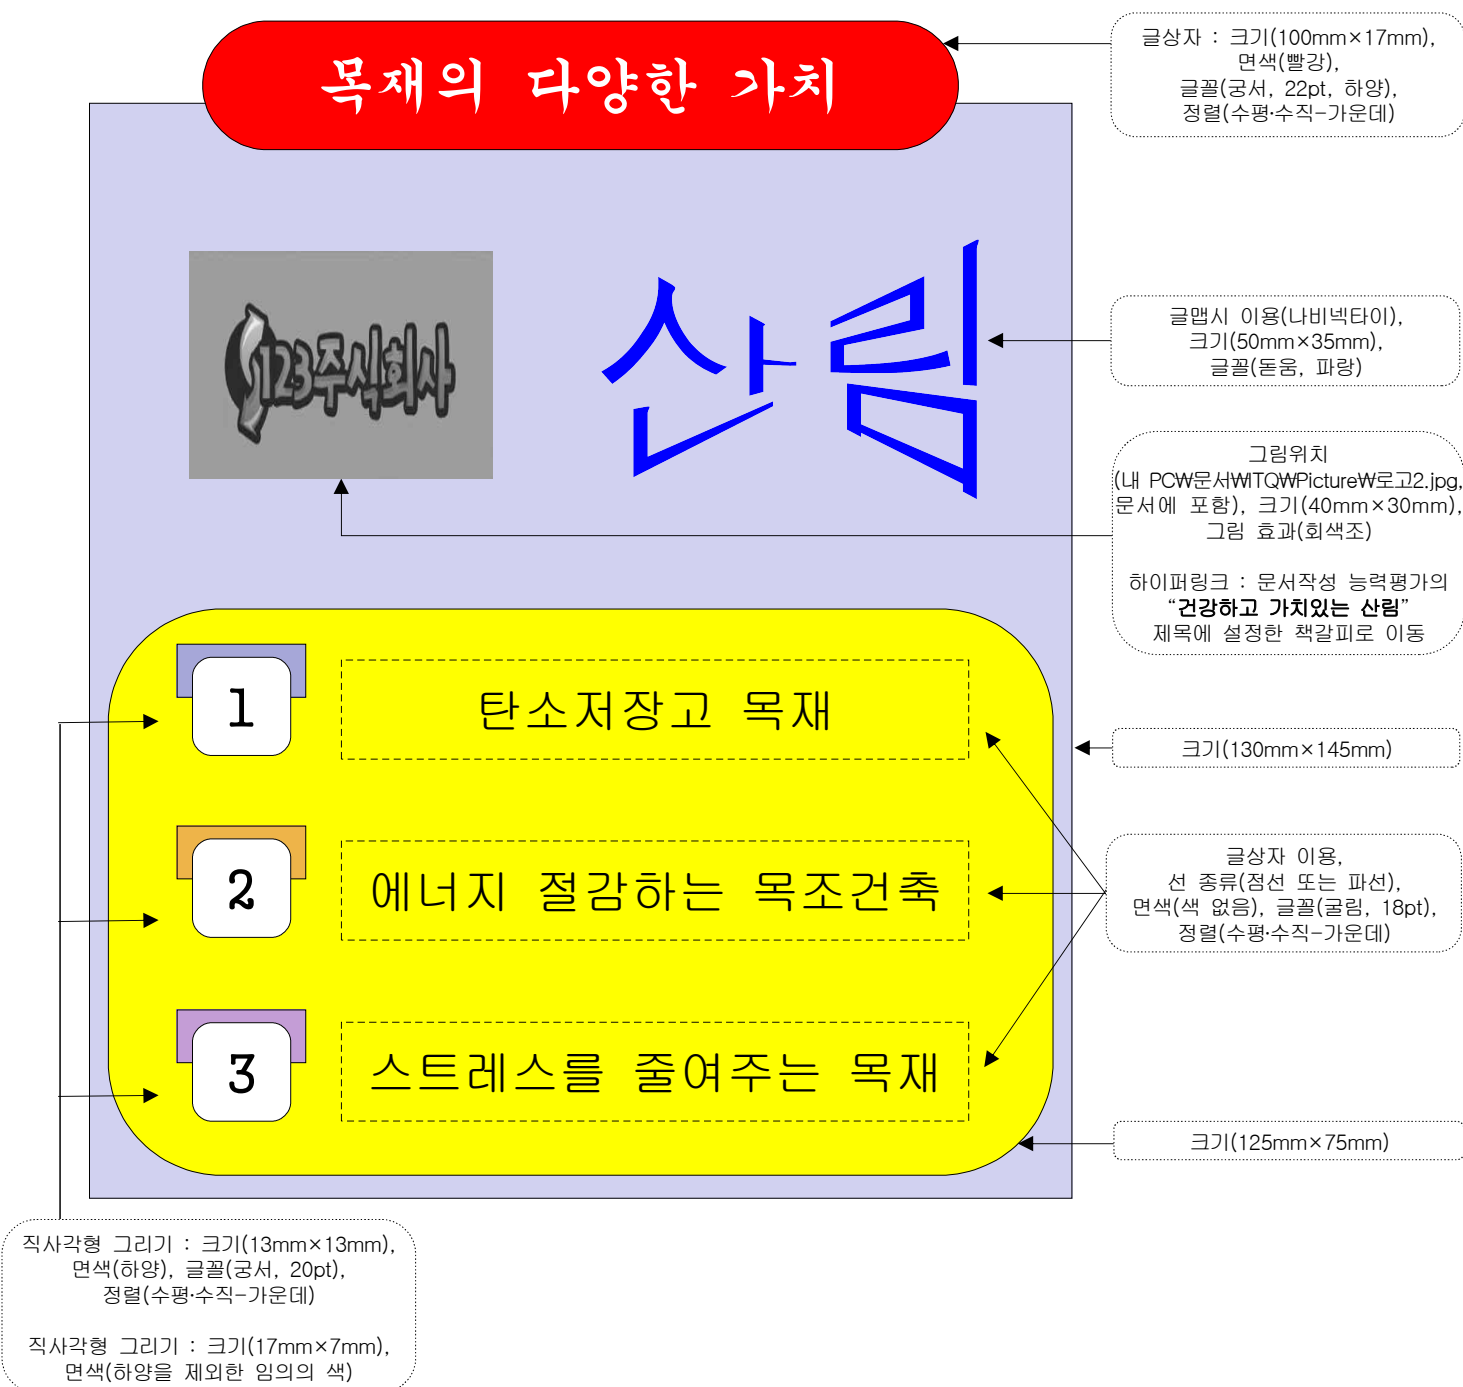 목재의 다양한 가치
글상자 : 크기(100mm×17mm),
면색(빨강),
글꼴(궁서, 22pt, 하양),
정렬(수평·수직-가운데)
123주식회사
산림
글맵시 이용(나비넥타이),
크기(50mm×35mm),
글꼴(돋움, 파랑)
그림위치
(내 PC₩문서₩ITQ₩Picture₩로고2.jpg,
문서에 포함), 크기(40mm×30mm),
그림 효과(회색조)
하이퍼링크 : 문서작성 능력평가의
“건강하고 가치있는 산림”
제목에 설정한 책갈피로 이동
1
탄소저장고 목재
크기(130mm×145mm)
2
에너지 절감하는 목조건축
글상자 이용,
선 종류(점선 또는 파선),
면색(색 없음), 글꼴(굴림, 18pt),
정렬(수평·수직-가운데)
3
스트레스를 줄여주는 목재
크기(125mm×75mm)
직사각형 그리기 : 크기(13mm×13mm),
면색(하양), 글꼴(궁서, 20pt),
정렬(수평·수직-가운데)
직사각형 그리기 : 크기(17mm×7mm),
면색(하양을 제외한 임의의 색)